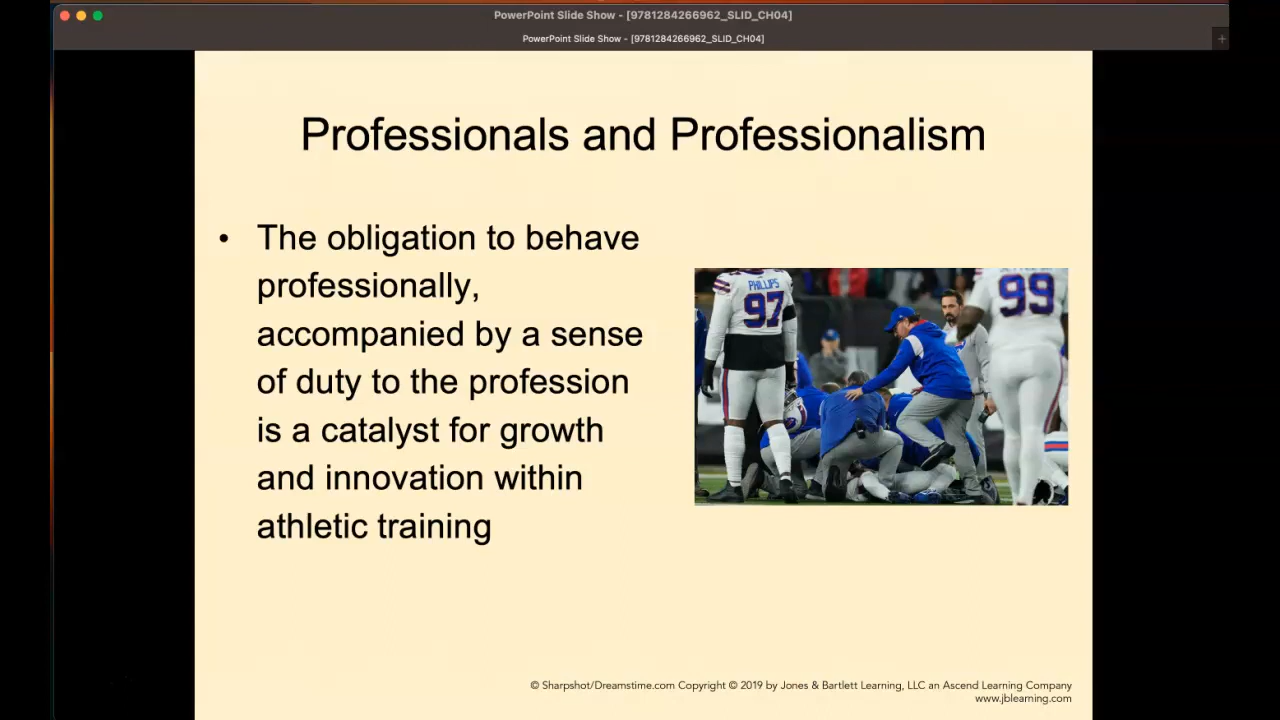 PowerPoint Slide Show - [9781284266962_SLID_CH04]
PowerPoint Slide Show - [9781284266962_SLID_CH04]
Professionals and Professionalism
• The obligation to behave
professionally,
accompanied by a sense
of duty to the profession
is a catalyst for growth
and innovation within
athletic training
PHILLIPS
97
99
© Sharpshot/Dreamstime.com Copyright © 2019 by Jones & Bartlett Learning, LLC an Ascend Learning Company
www.jblearning.com